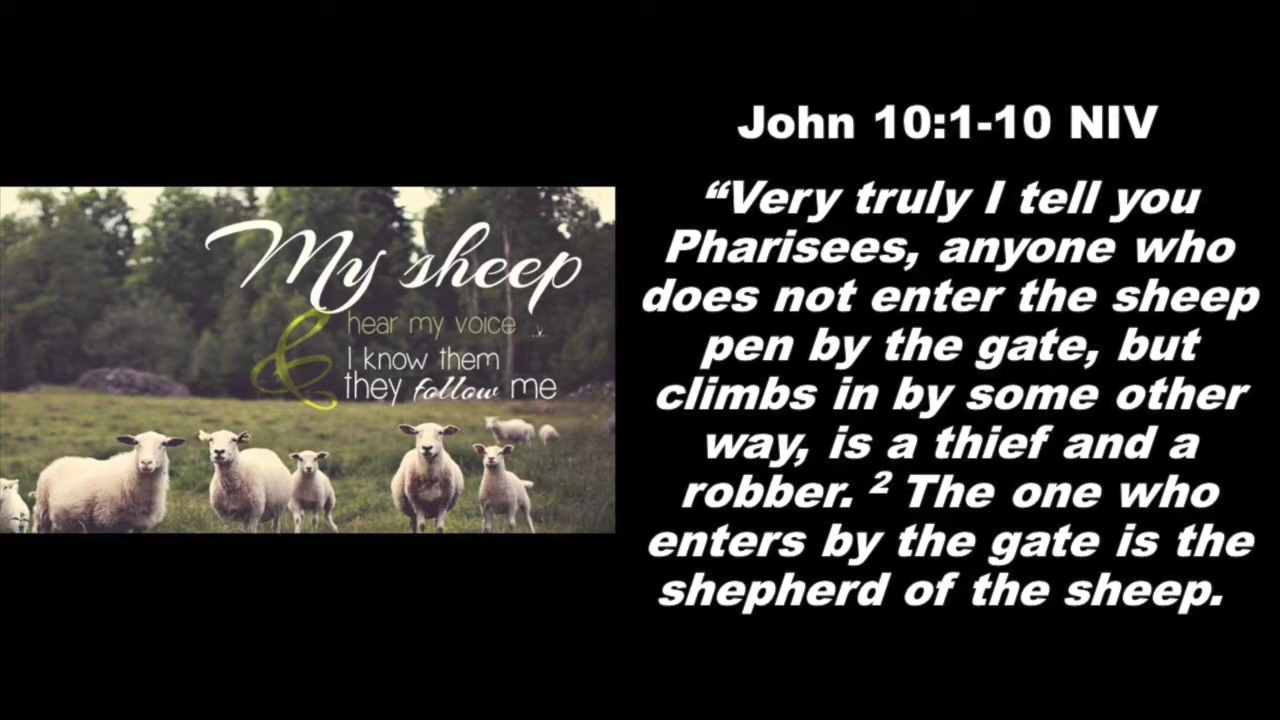 My sheep
hear my voice
& I know them
they follow me
John 10:1-10 NIV
“Very truly I tell you
Pharisees, anyone who
does not enter the sheep
pen by the gate, but
climbs in by some other
way, is a thief and a
robber. ² The one who
enters by the gate is the
shepherd of the sheep.